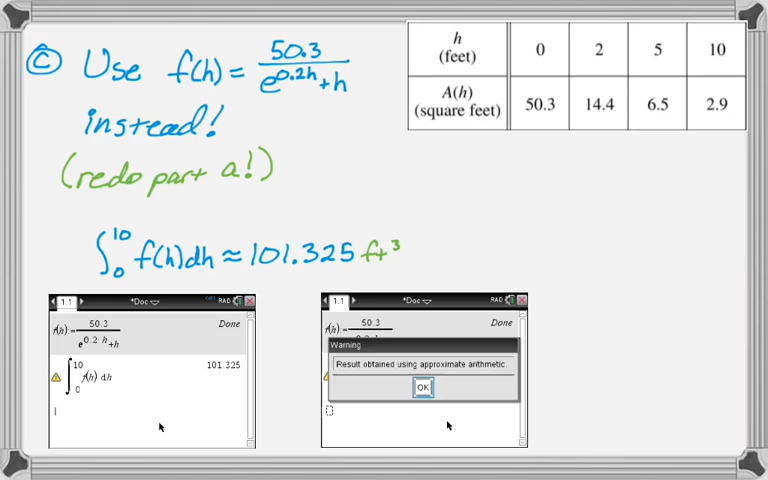 ⓒ Use f(h) = 50.3 / (e^0.2h + h)
instead!
(redo part a!)
∫₀¹⁰ f(h)dh ≈ 101.325 ft³
h (feet) 0 2 5 10
A(h) (square feet) 50.3 14.4 6.5 2.9
1.1 *Doc RAD
f(h):= 50.3 / (e^0.2·h + h) Done
∫₀¹⁰ f(h) dh 101.325
1.1 *Doc RAD
f(h):= 50.3 Done
Warning
Result obtained using approximate arithmetic.
OK